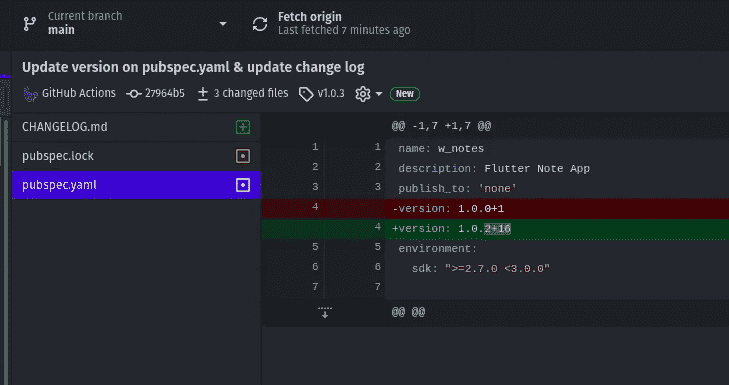 Current branch
main
Fetch origin
Last fetched 7 minutes ago
Update version on pubspec.yaml & update change log
GitHub Actions 27964b5 ± 3 changed files v1.0.3 New
CHANGELOG.md
pubspec.lock
pubspec.yaml
@@ -1,7 +1,7 @@
1 1 name: w_notes
2 2 description: Flutter Note App
3 3 publish_to: 'none'
4 -version: 1.0.0+1
4 +version: 1.0.2+16
5 5 environment:
6 6 sdk: ">=2.7.0 <3.0.0"
7 7
@@ @@